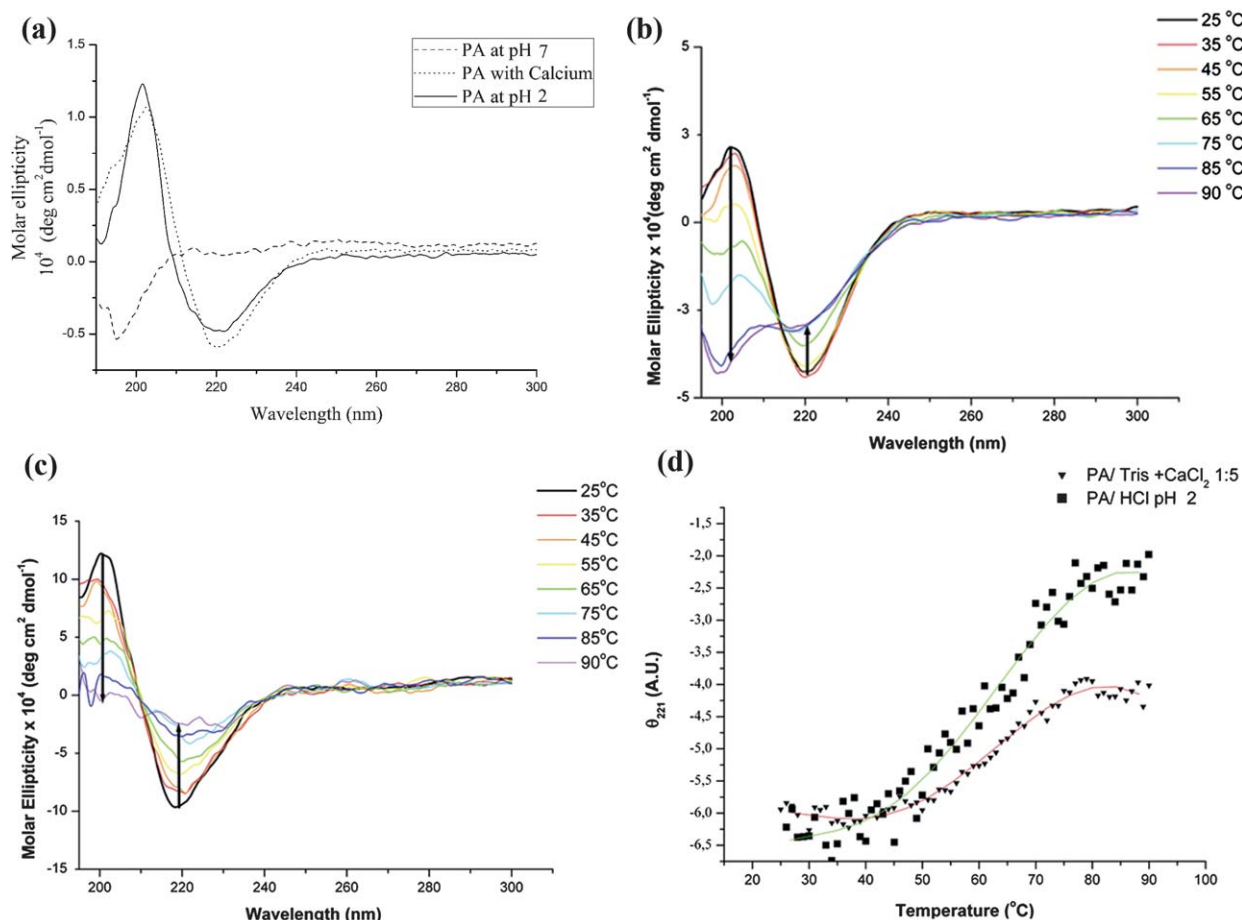 (a)
1.5
1.0
0.5
0.0
-0.5
200 220 240 260 280 300
Molar ellipticity
10⁴ (deg cm² dmol⁻¹)
Wavelength (nm)
PA at pH 7
PA with Calcium
PA at pH 2
(b)
5
3
0
-3
-5
200 220 240 260 280 300
Molar Ellipticity x 10⁴(deg cm² dmol⁻¹)
Wavelength (nm)
25 °C
35 °C
45 °C
55 °C
65 °C
75 °C
85 °C
90 °C
(c)
15
10
5
0
-5
-10
-15
200 220 240 260 280 300
Molar Ellipticity x 10⁴ (deg cm² dmol⁻¹)
Wavelength (nm)
25°C
35°C
45°C
55°C
65°C
75°C
85°C
90°C
(d)
PA/ Tris +CaCl₂ 1:5
PA/ HCl pH 2
-1,5
-2,0
-2,5
-3,0
-3,5
-4,0
-4,5
-5,0
-5,5
-6,0
-6,5
20 30 40 50 60 70 80 90 100
θ₂₂₁ (A.U.)
Temperature (°C)